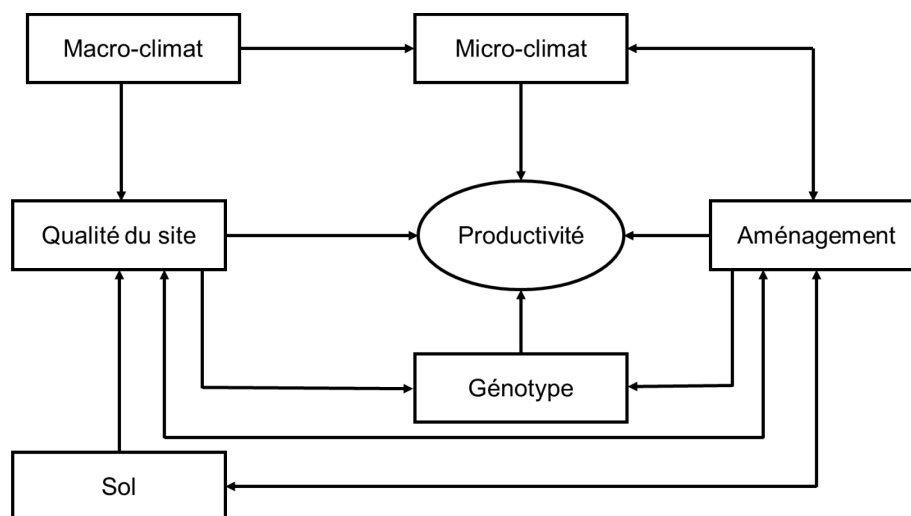 Macro-climat
Micro-climat
Qualité du site
Productivité
Aménagement
Génotype
Sol